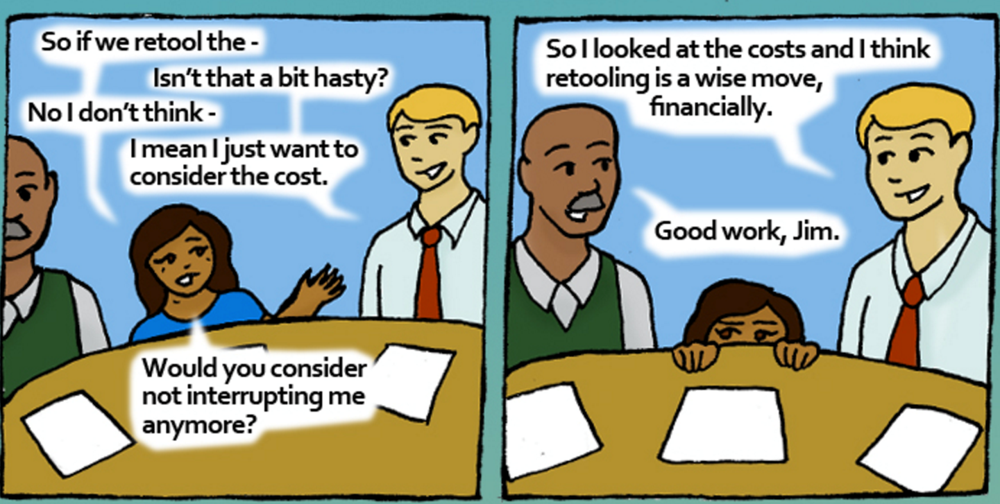 So if we retool the -
Isn't that a bit hasty?
No I don't think -
I mean I just want to
consider the cost.
Would you consider
not interrupting me
anymore?
So I looked at the costs and I think
retooling is a wise move,
financially.
Good work, Jim.